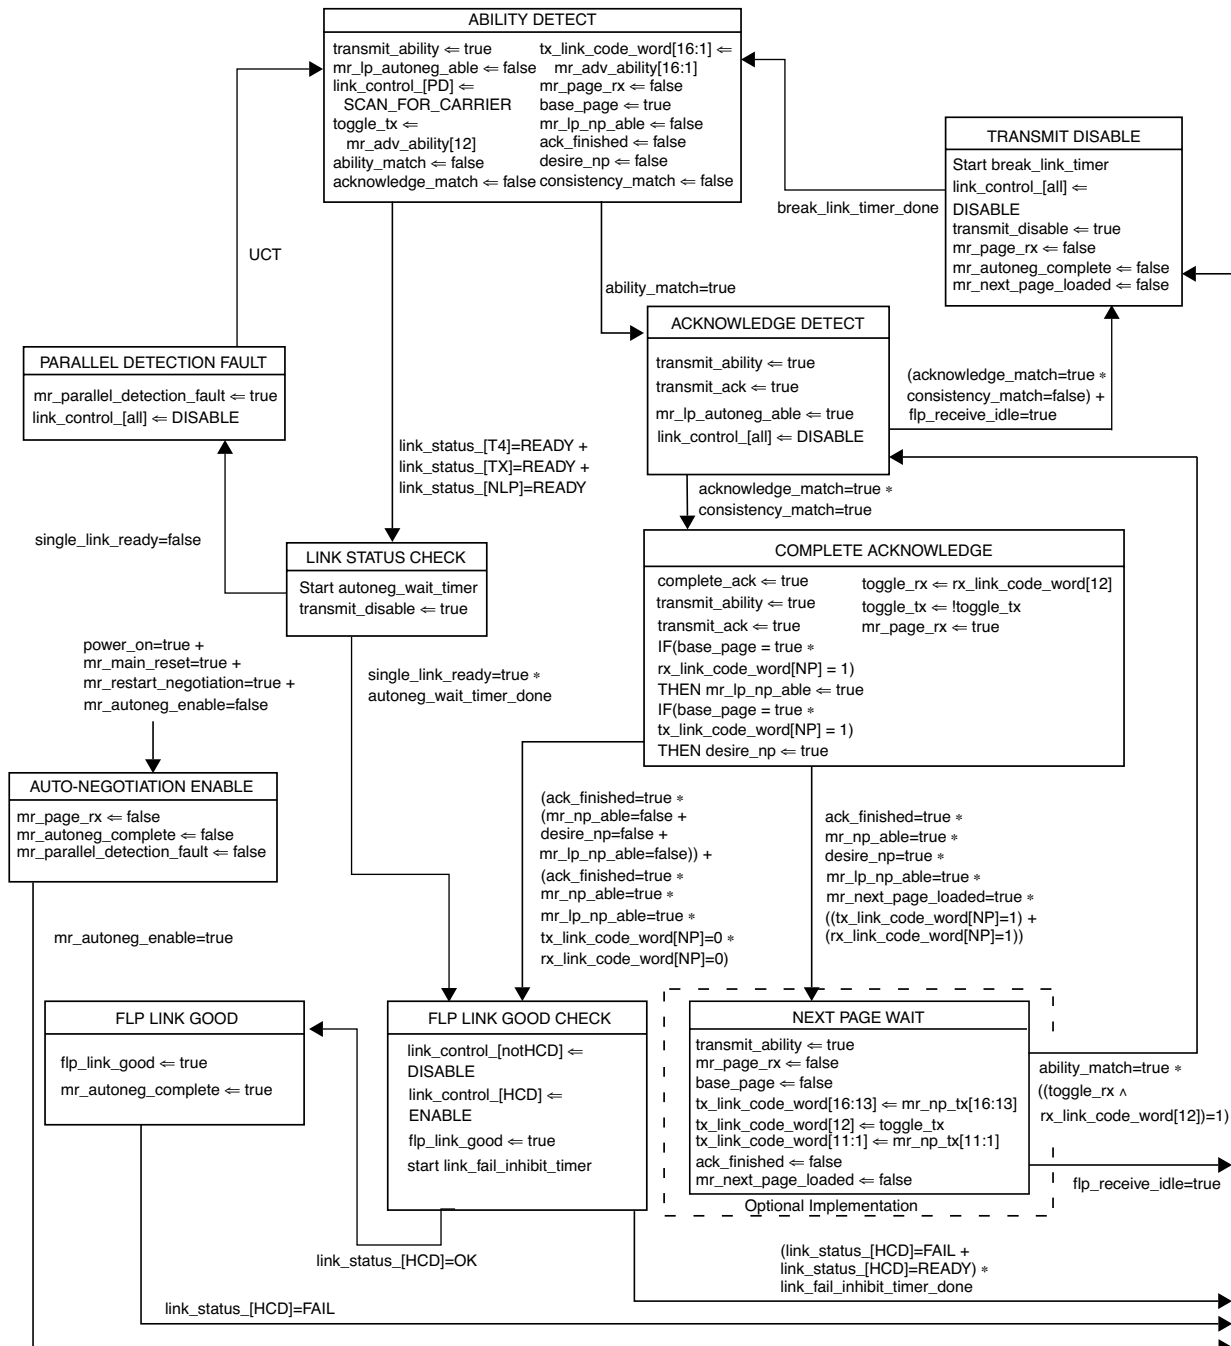 ABILITY DETECT
transmit_ability ⇐ true
mr_lp_autoneg_able ⇐ false
link_control_[PD] ⇐
SCAN_FOR_CARRIER
toggle_tx ⇐
mr_adv_ability[12]
ability_match ⇐ false
acknowledge_match ⇐ false
tx_link_code_word[16:1] ⇐
mr_adv_ability[16:1]
mr_page_rx ⇐ false
base_page ⇐ true
mr_lp_np_able ⇐ false
ack_finished ⇐ false
desire_np ⇐ false
consistency_match ⇐ false
TRANSMIT DISABLE
Start break_link_timer
link_control_[all] ⇐
DISABLE
transmit_disable ⇐ true
mr_page_rx ⇐ false
mr_autoneg_complete ⇐ false
mr_next_page_loaded ⇐ false
break_link_timer_done
UCT
ability_match=true
ACKNOWLEDGE DETECT
transmit_ability ⇐ true
transmit_ack ⇐ true
mr_lp_autoneg_able ⇐ true
link_control_[all] ⇐ DISABLE
PARALLEL DETECTION FAULT
mr_parallel_detection_fault ⇐ true
link_control_[all] ⇐ DISABLE
(acknowledge_match=true *
consistency_match=false) +
flp_receive_idle=true
link_status_[T4]=READY +
link_status_[TX]=READY +
link_status_[NLP]=READY
acknowledge_match=true *
consistency_match=true
single_link_ready=false
LINK STATUS CHECK
Start autoneg_wait_timer
transmit_disable ⇐ true
COMPLETE ACKNOWLEDGE
complete_ack ⇐ true
transmit_ability ⇐ true
transmit_ack ⇐ true
IF(base_page = true *
rx_link_code_word[NP] = 1)
THEN mr_lp_np_able ⇐ true
IF(base_page = true *
tx_link_code_word[NP] = 1)
THEN desire_np ⇐ true
toggle_rx ⇐ rx_link_code_word[12]
toggle_tx ⇐ !toggle_tx
mr_page_rx ⇐ true
power_on=true +
mr_main_reset=true +
mr_restart_negotiation=true +
mr_autoneg_enable=false
single_link_ready=true *
autoneg_wait_timer_done
AUTO-NEGOTIATION ENABLE
mr_page_rx ⇐ false
mr_autoneg_complete ⇐ false
mr_parallel_detection_fault ⇐ false
(ack_finished=true *
(mr_np_able=false +
desire_np=false +
mr_lp_np_able=false)) +
(ack_finished=true *
mr_np_able=true *
mr_lp_np_able=true *
tx_link_code_word[NP]=0 *
rx_link_code_word[NP]=0)
ack_finished=true *
mr_np_able=true *
desire_np=true *
mr_lp_np_able=true *
mr_next_page_loaded=true *
((tx_link_code_word[NP]=1) +
(rx_link_code_word[NP]=1))
mr_autoneg_enable=true
FLP LINK GOOD
flp_link_good ⇐ true
mr_autoneg_complete ⇐ true
FLP LINK GOOD CHECK
link_control_[notHCD] ⇐
DISABLE
link_control_[HCD] ⇐
ENABLE
flp_link_good ⇐ true
start link_fail_inhibit_timer
NEXT PAGE WAIT
transmit_ability ⇐ true
mr_page_rx ⇐ false
base_page ⇐ false
tx_link_code_word[16:13] ⇐ mr_np_tx[16:13]
tx_link_code_word[12] ⇐ toggle_tx
tx_link_code_word[11:1] ⇐ mr_np_tx[11:1]
ack_finished ⇐ false
mr_next_page_loaded ⇐ false
Optional Implementation
ability_match=true *
((toggle_rx ∧
rx_link_code_word[12])=1)
flp_receive_idle=true
link_status_[HCD]=OK
(link_status_[HCD]=FAIL +
link_status_[HCD]=READY) *
link_fail_inhibit_timer_done
link_status_[HCD]=FAIL